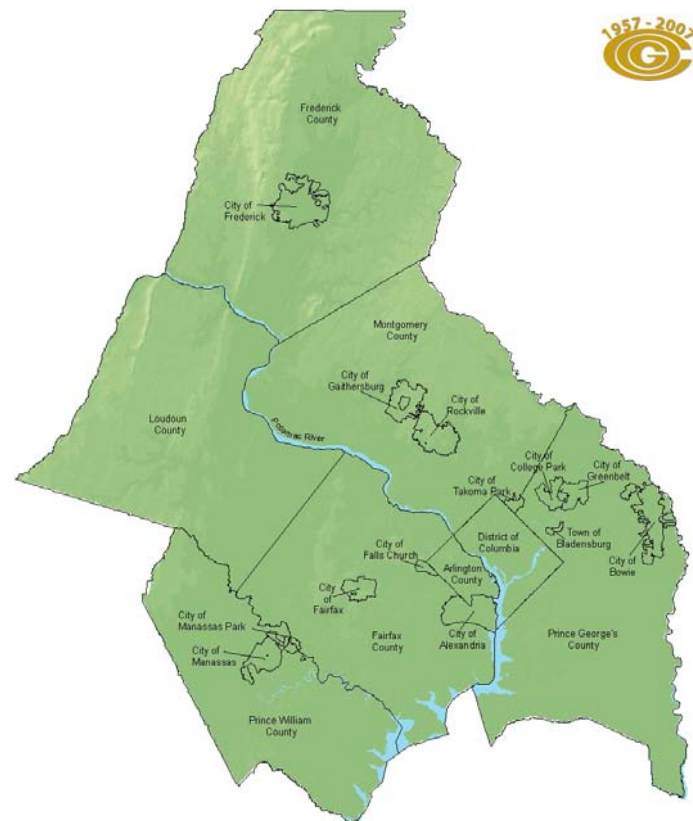 1957 - 2007
COG
Frederick
County
City of
Frederick
Montgomery
County
City of
Gaithersburg
City of
Rockville
Loudoun
County
Potomac River
City of
College Park
City of
Greenbelt
City of
Takoma Park
City of
Falls Church
District of
Columbia
Town of
Bladensburg
Arlington
County
City of
Bowie
City
of
Fairfax
City of
Manassas Park
Fairfax
County
City of
Alexandria
Prince George's
County
City of
Manassas
Prince William
County